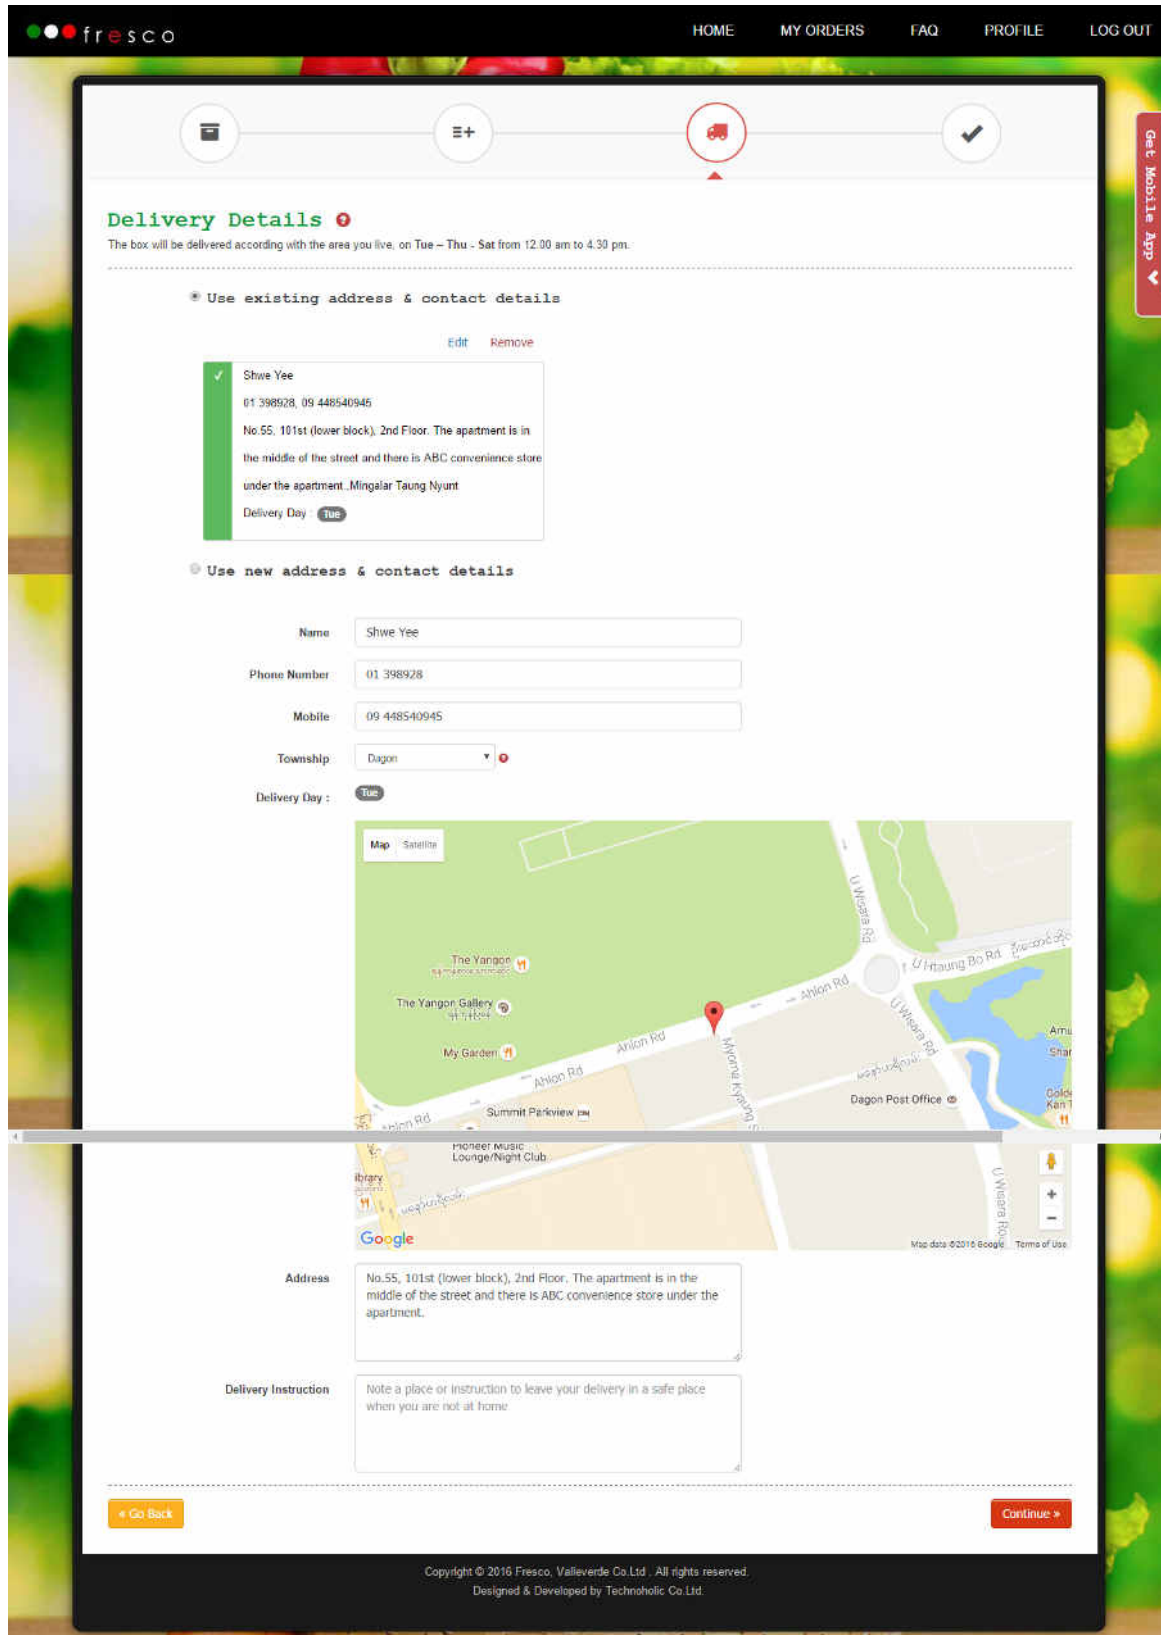 fresco
HOME MY ORDERS FAQ PROFILE LOG OUT
Get Mobile App
Delivery Details
The box will be delivered according with the area you live, on Tue – Thu - Sat from 12.00 am to 4.30 pm.
Use existing address & contact details
Edit Remove
Shwe Yee
01 398928, 09 448540945
No.55, 101st (lower block), 2nd Floor. The apartment is in
the middle of the street and there is ABC convenience store
under the apartment.,Mingalar Taung Nyunt
Delivery Day : Tue
Use new address & contact details
Name Shwe Yee
Phone Number 01 398928
Mobile 09 448540945
Township Dagon
Delivery Day : Tue
Map Satellite
U Wisara Rd
The Yangon
U Htaung Bo Rd
Ahlon Rd
The Yangon Gallery
U Wisara Rd
Ahlon Rd
My Garden
Ahlon Rd
Dagon Post Office
Summit Parkview
Ahlon Rd
Pioneer Music
Lounge/Night Club
U Wisara Rd
Google
Map data ©2016 Google Terms of Use
Address No.55, 101st (lower block), 2nd Floor. The apartment is in the
middle of the street and there is ABC convenience store under the
apartment.
Delivery Instruction Note a place or instruction to leave your delivery in a safe place
when you are not at home
« Go Back Continue »
Copyright © 2016 Fresco, Valleverde Co.Ltd . All rights reserved.
Designed & Developed by Technoholic Co.Ltd.